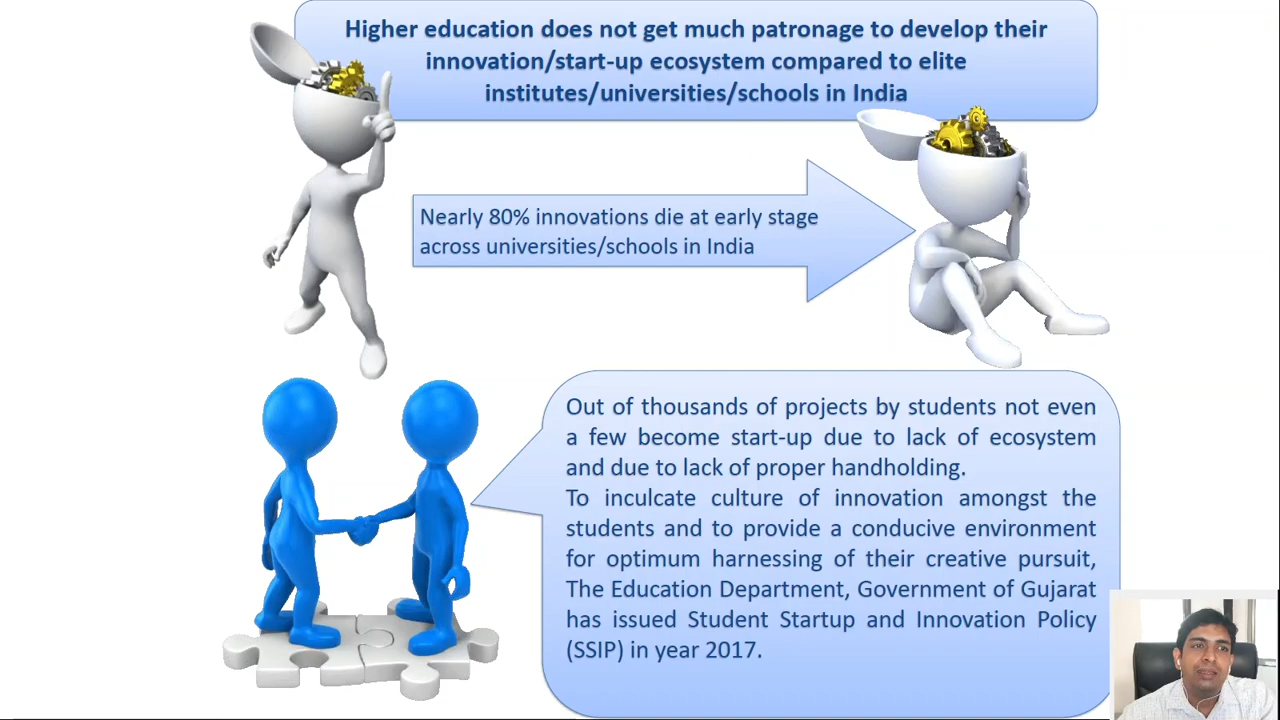 Higher education does not get much patronage to develop their
innovation/start-up ecosystem compared to elite
institutes/universities/schools in India
Nearly 80% innovations die at early stage
across universities/schools in India
Out of thousands of projects by students not even
a few become start-up due to lack of ecosystem
and due to lack of proper handholding.
To inculcate culture of innovation amongst the
students and to provide a conducive environment
for optimum harnessing of their creative pursuit,
The Education Department, Government of Gujarat
has issued Student Startup and Innovation Policy
(SSIP) in year 2017.